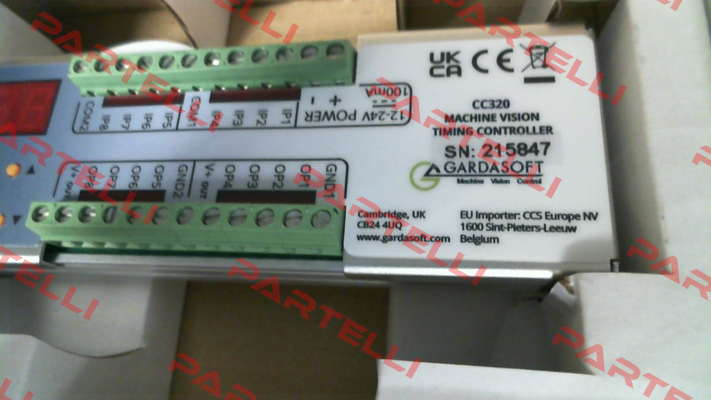 UK
CA CE
CC320
MACHINE VISION
TIMING CONTROLLER
SN: 215847
GARDASOFT
Machine Vision Control
Cambridge, UK
CB24 4UQ
www.gardasoft.com
EU Importer: CCS Europe NV
1600 Sint-Pieters-Leeuw
Belgium
COM2
IP8
IP7
IP6
IP5
COM1
IP4
IP3
IP2
IP1
- +
12-24V POWER
100mA
V+ out
OP8
OP7
OP6
OP5
GND2
V+ out
OP4
OP3
OP2
OP1
GND1
PARTELLI
PARTELLI
PARTELLI
PARTELLI
PARTELLI
PARTELLI
PARTELLI